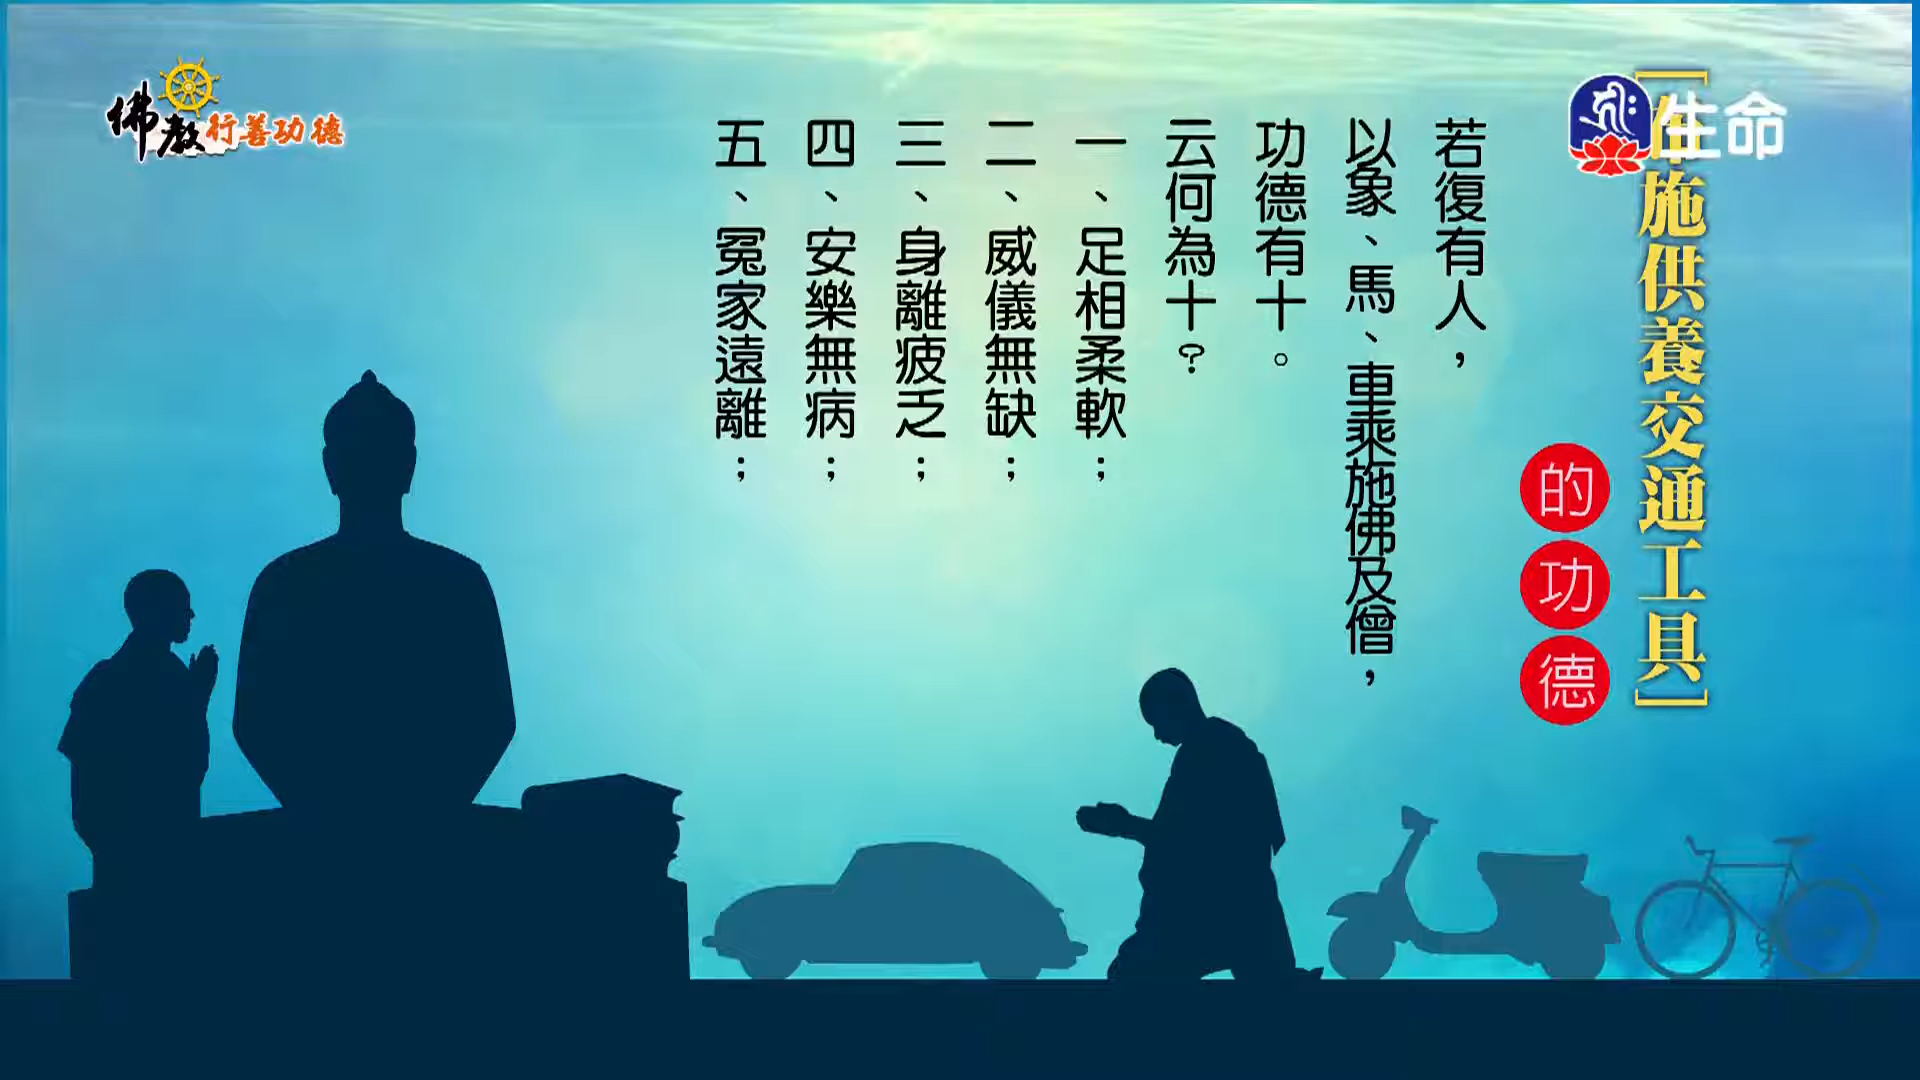 佛教行善功德
生命
施供養交通工具]
的功德
若復有人，
以象、馬、車乘施佛及僧，
功德有十。
云何為十？
一、足相柔軟；
二、威儀無缺；
三、身離疲乏；
四、安樂無病；
五、冤家遠離；